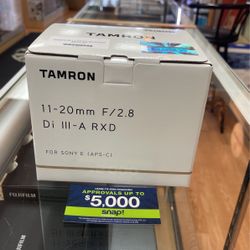 TAMRON
TAMRON
11-20mm F/2.8
Di III-A RXD
FOR SONY E (APS-C)
APPROVALS UP TO
$5,000
snap!
FUJIFILM